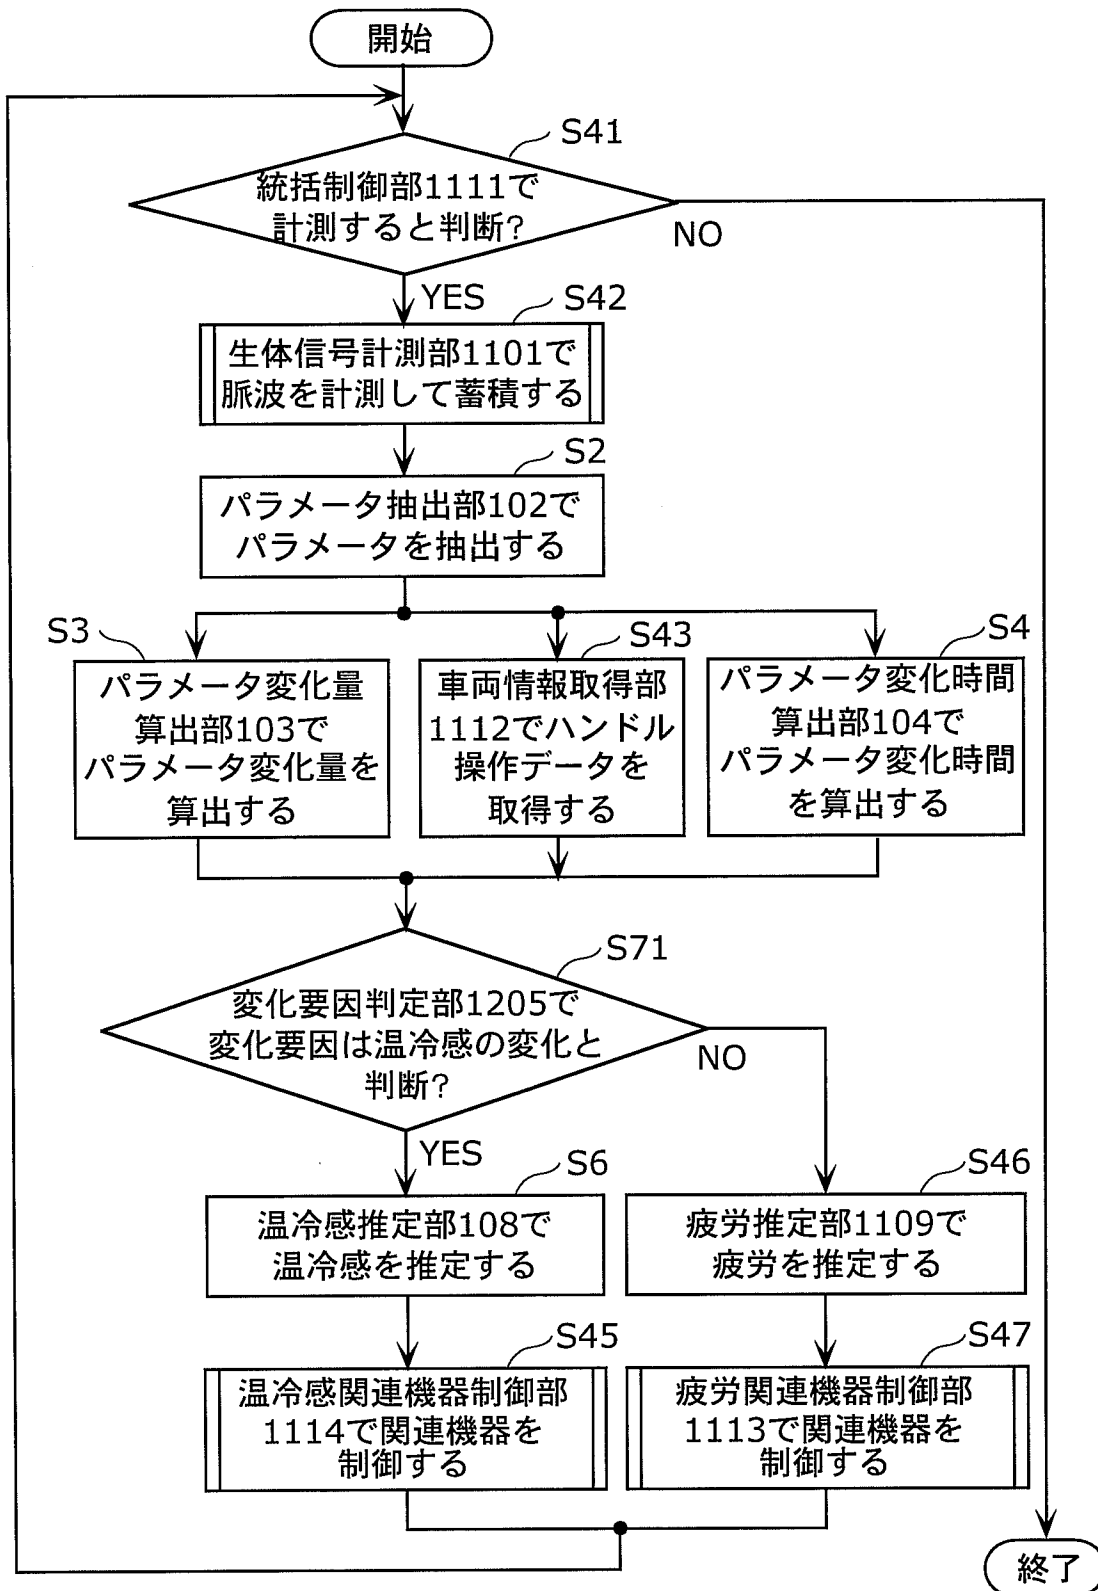 開始
S41
統括制御部1111で
計測すると判断?
NO
YES
S42
生体信号計測部1101で
脈波を計測して蓄積する
S2
パラメータ抽出部102で
パラメータを抽出する
S3
パラメータ変化量
算出部103で
パラメータ変化量を
算出する
S43
車両情報取得部
1112でハンドル
操作データを
取得する
S4
パラメータ変化時間
算出部104で
パラメータ変化時間
を算出する
S71
変化要因判定部1205で
変化要因は温冷感の変化と
判断?
NO
YES
S6
温冷感推定部108で
温冷感を推定する
S46
疲労推定部1109で
疲労を推定する
S45
温冷感関連機器制御部
1114で関連機器を
制御する
S47
疲労関連機器制御部
1113で関連機器を
制御する
終了